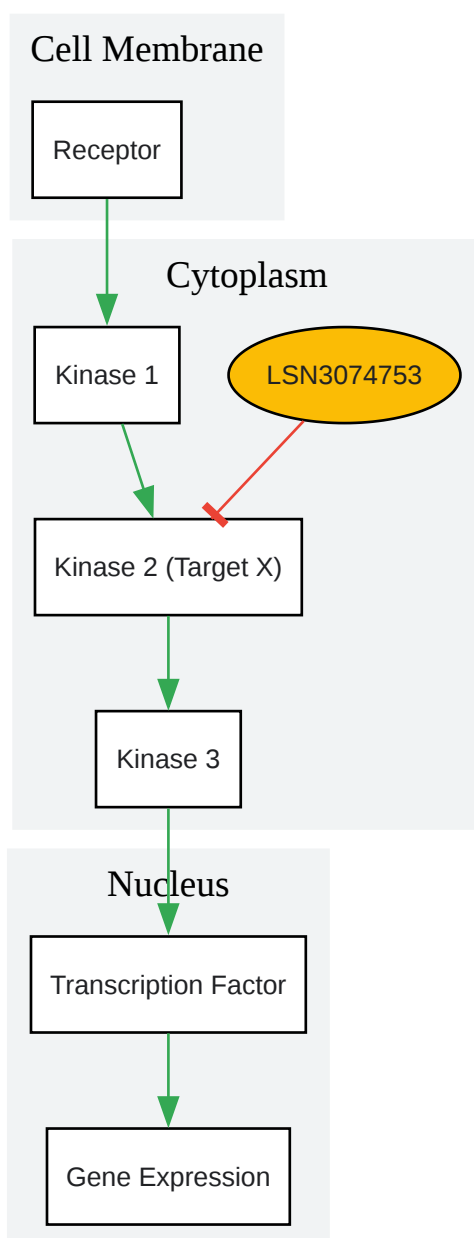 Cell Membrane
Receptor
Cytoplasm
Kinase 1
LSN3074753
Kinase 2 (Target X)
Kinase 3
Nucleus
Transcription Factor
Gene Expression